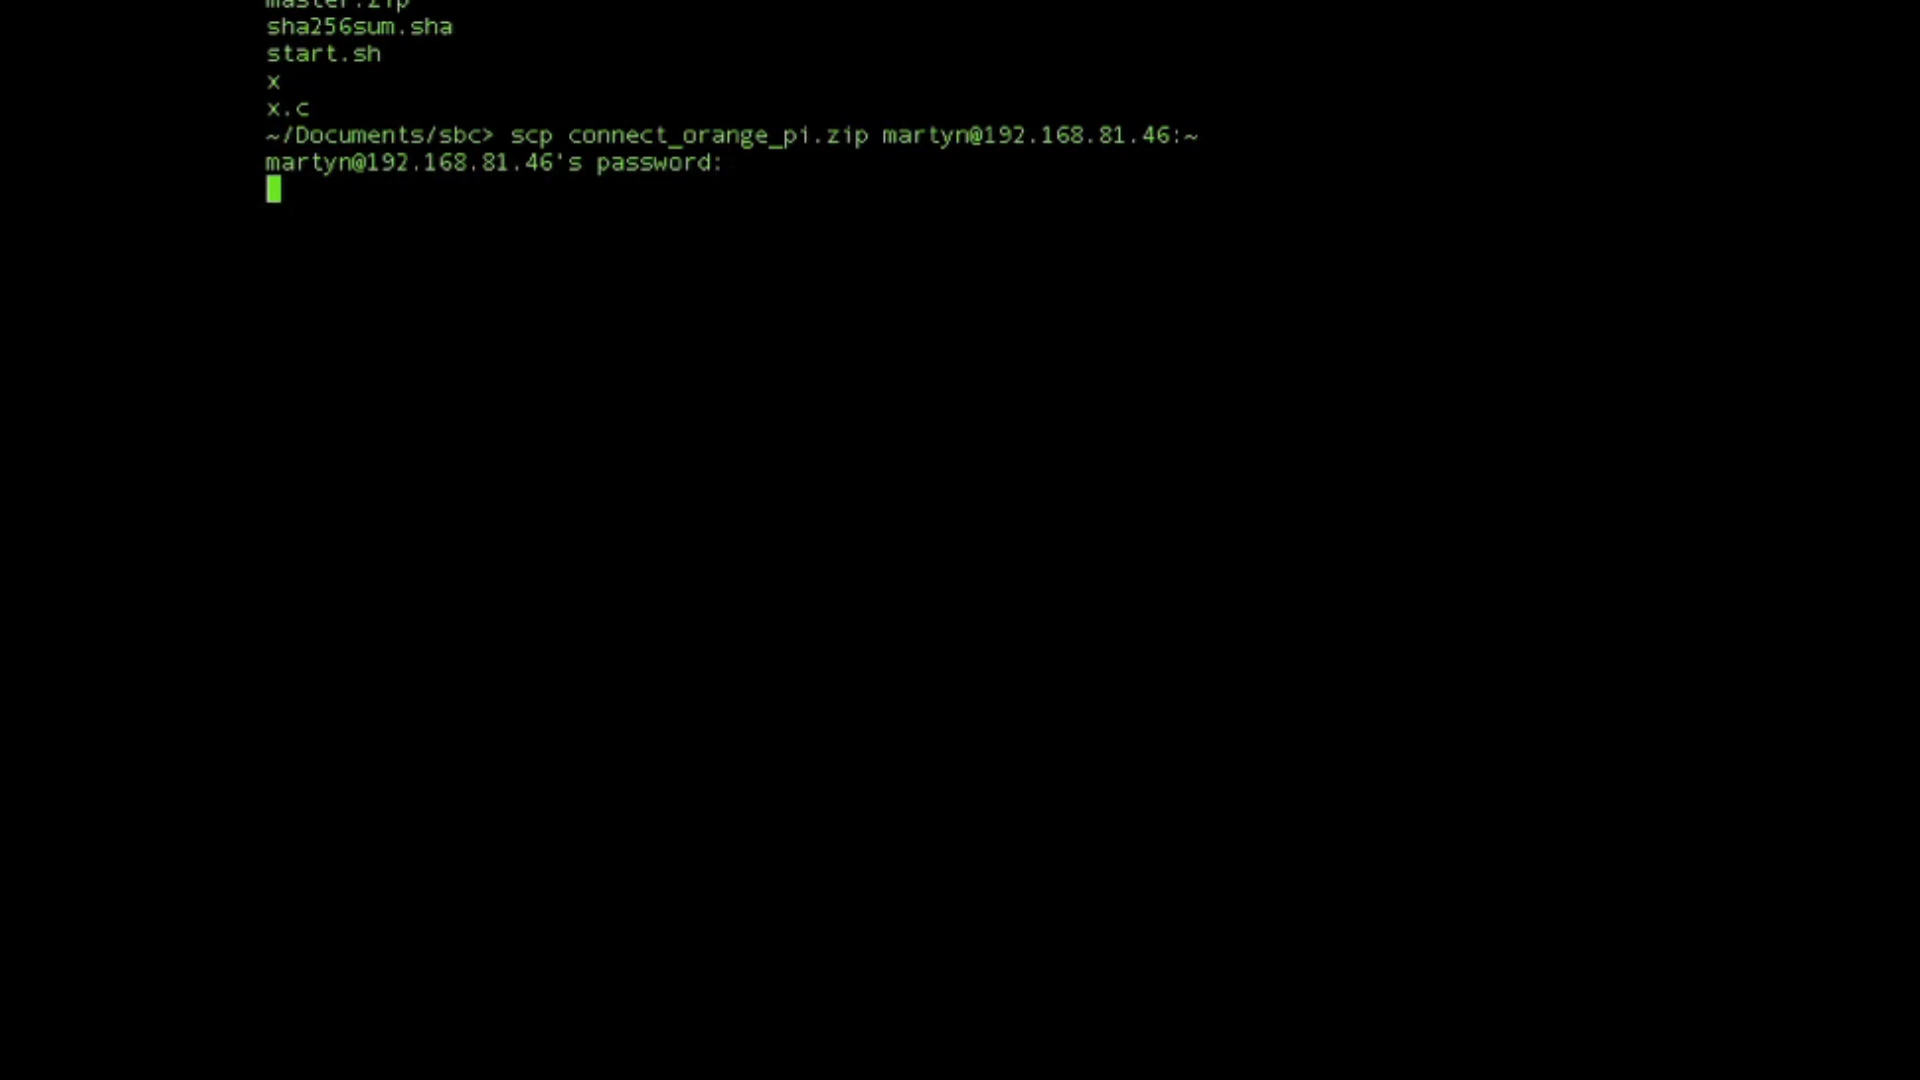 master.zip
sha256sum.sha
start.sh
x
x.c
~/Documents/sbc> scp connect_orange_pi.zip martyn@192.168.81.46:~
martyn@192.168.81.46's password: